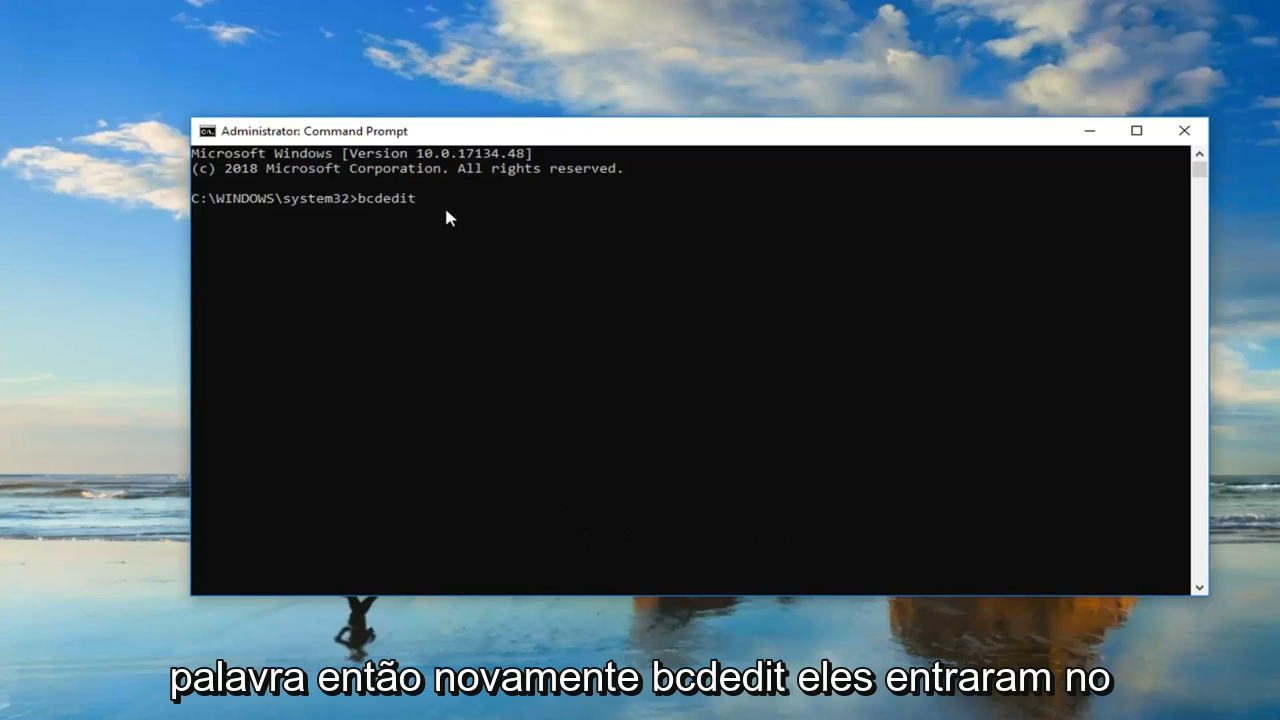 Administrator: Command Prompt
Microsoft Windows [Version 10.0.17134.48]
(c) 2018 Microsoft Corporation. All rights reserved.
C:\WINDOWS\system32>bcdedit
palavra então novamente bcdedit eles entraram no